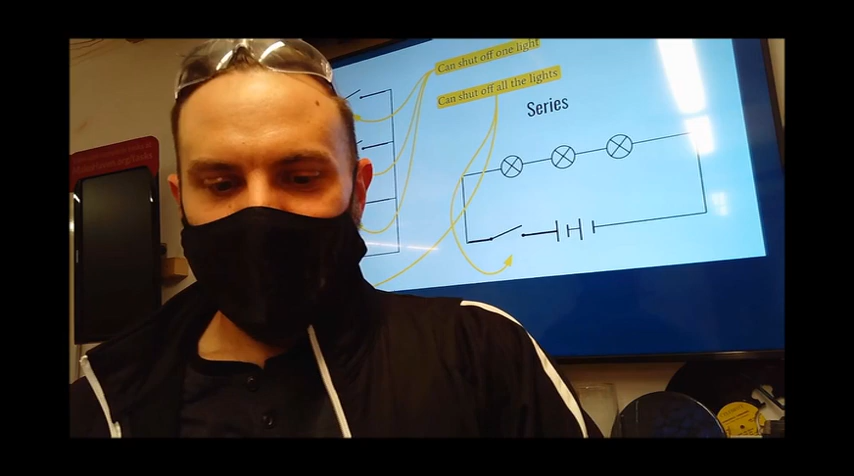 Can shut off one light
Can shut off all the lights
Series